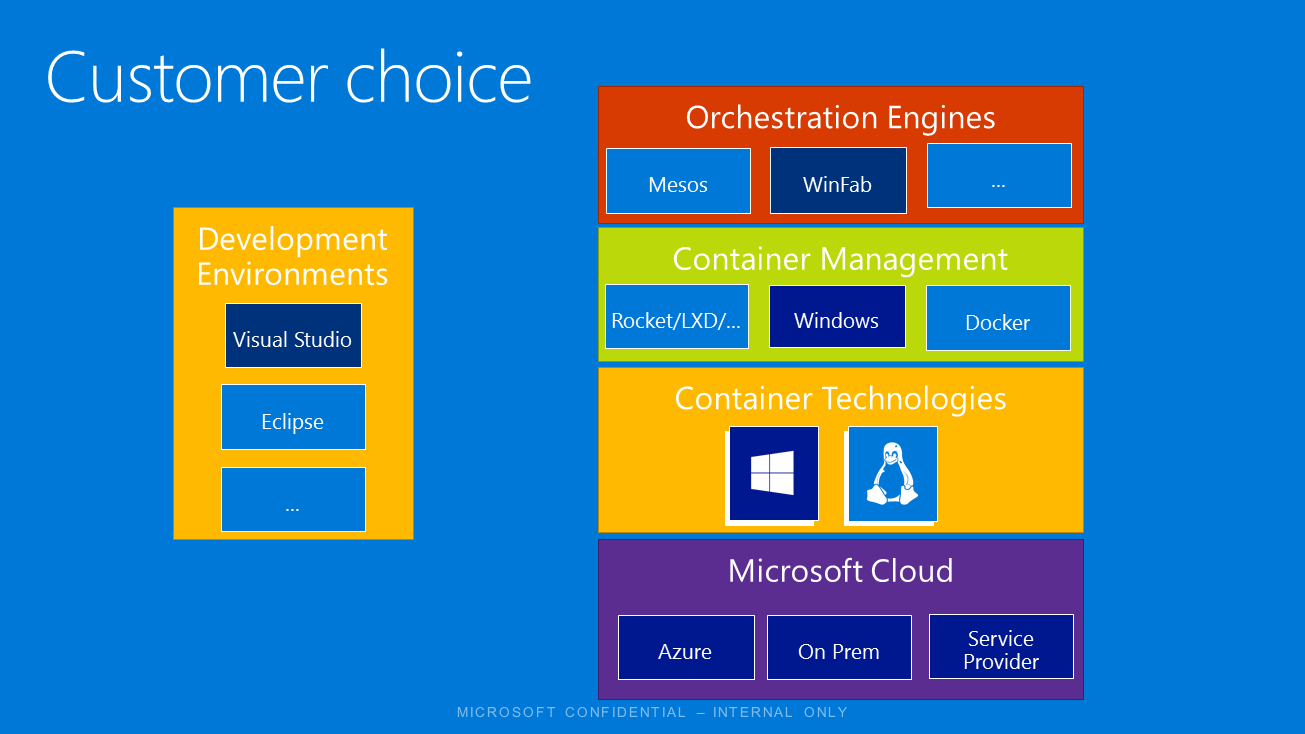 Customer choice
Development
Environments
Visual Studio
Eclipse
...
Orchestration Engines
Mesos
WinFab
...
Container Management
Rocket/LXD/...
Windows
Docker
Container Technologies
Microsoft Cloud
Azure
On Prem
Service
Provider
MICROSOFT CONFIDENTIAL – INTERNAL ONLY